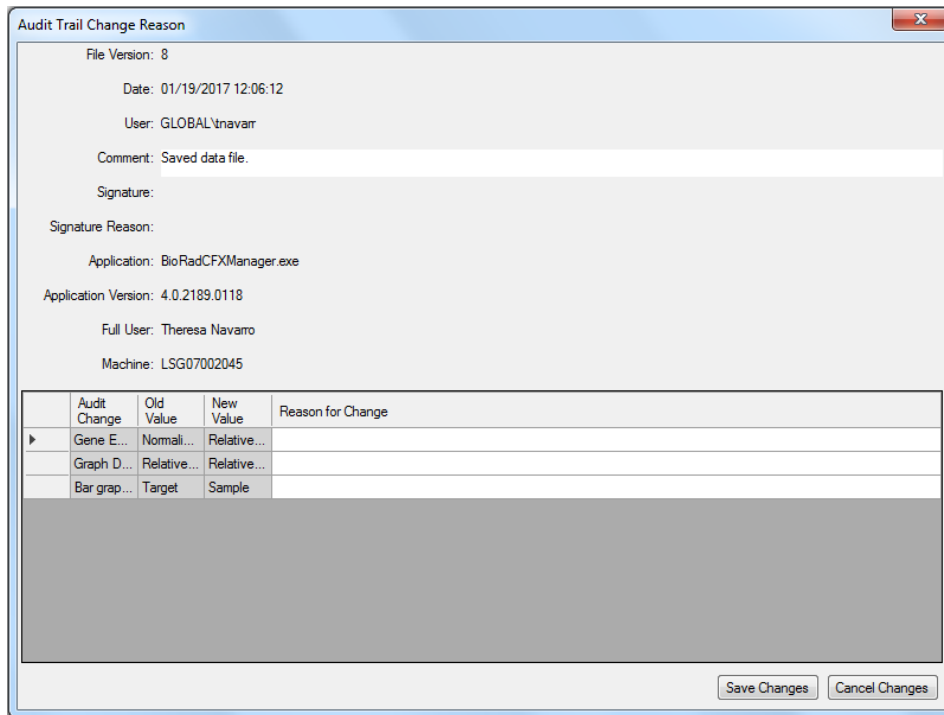 Audit Trail Change Reason
File Version: 8
Date: 01/19/2017 12:06:12
User: GLOBAL\tnavarr
Comment: Saved data file.
Signature:
Signature Reason:
Application: BioRadCFXManager.exe
Application Version: 4.0.2189.0118
Full User: Theresa Navarro
Machine: LSG07002045
Audit Change Old Value New Value Reason for Change
Gene E... Normali... Relative...
Graph D... Relative... Relative...
Bar grap... Target Sample
Save Changes Cancel Changes